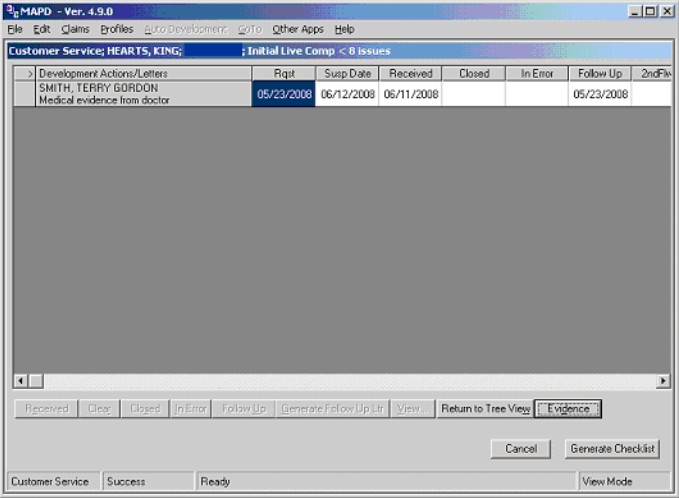 MAPD - Ver. 4.9.0
File Edit Claims Profiles Auto Development GoTo Other Apps Help
Customer Service; HEARTS, KING; ; Initial Live Comp < 8 issues
> Development Actions/Letters Rqst Susp Date Received Closed In Error Follow Up 2ndFlw
SMITH, TERRY GORDON
Medical evidence from doctor 05/23/2008 06/12/2008 06/11/2008 05/23/2008
Received Clear Closed In Error Follow Up Generate Follow Up Ltr View... Return to Tree View Evidence
Cancel Generate Checklist
Customer Service Success Ready View Mode